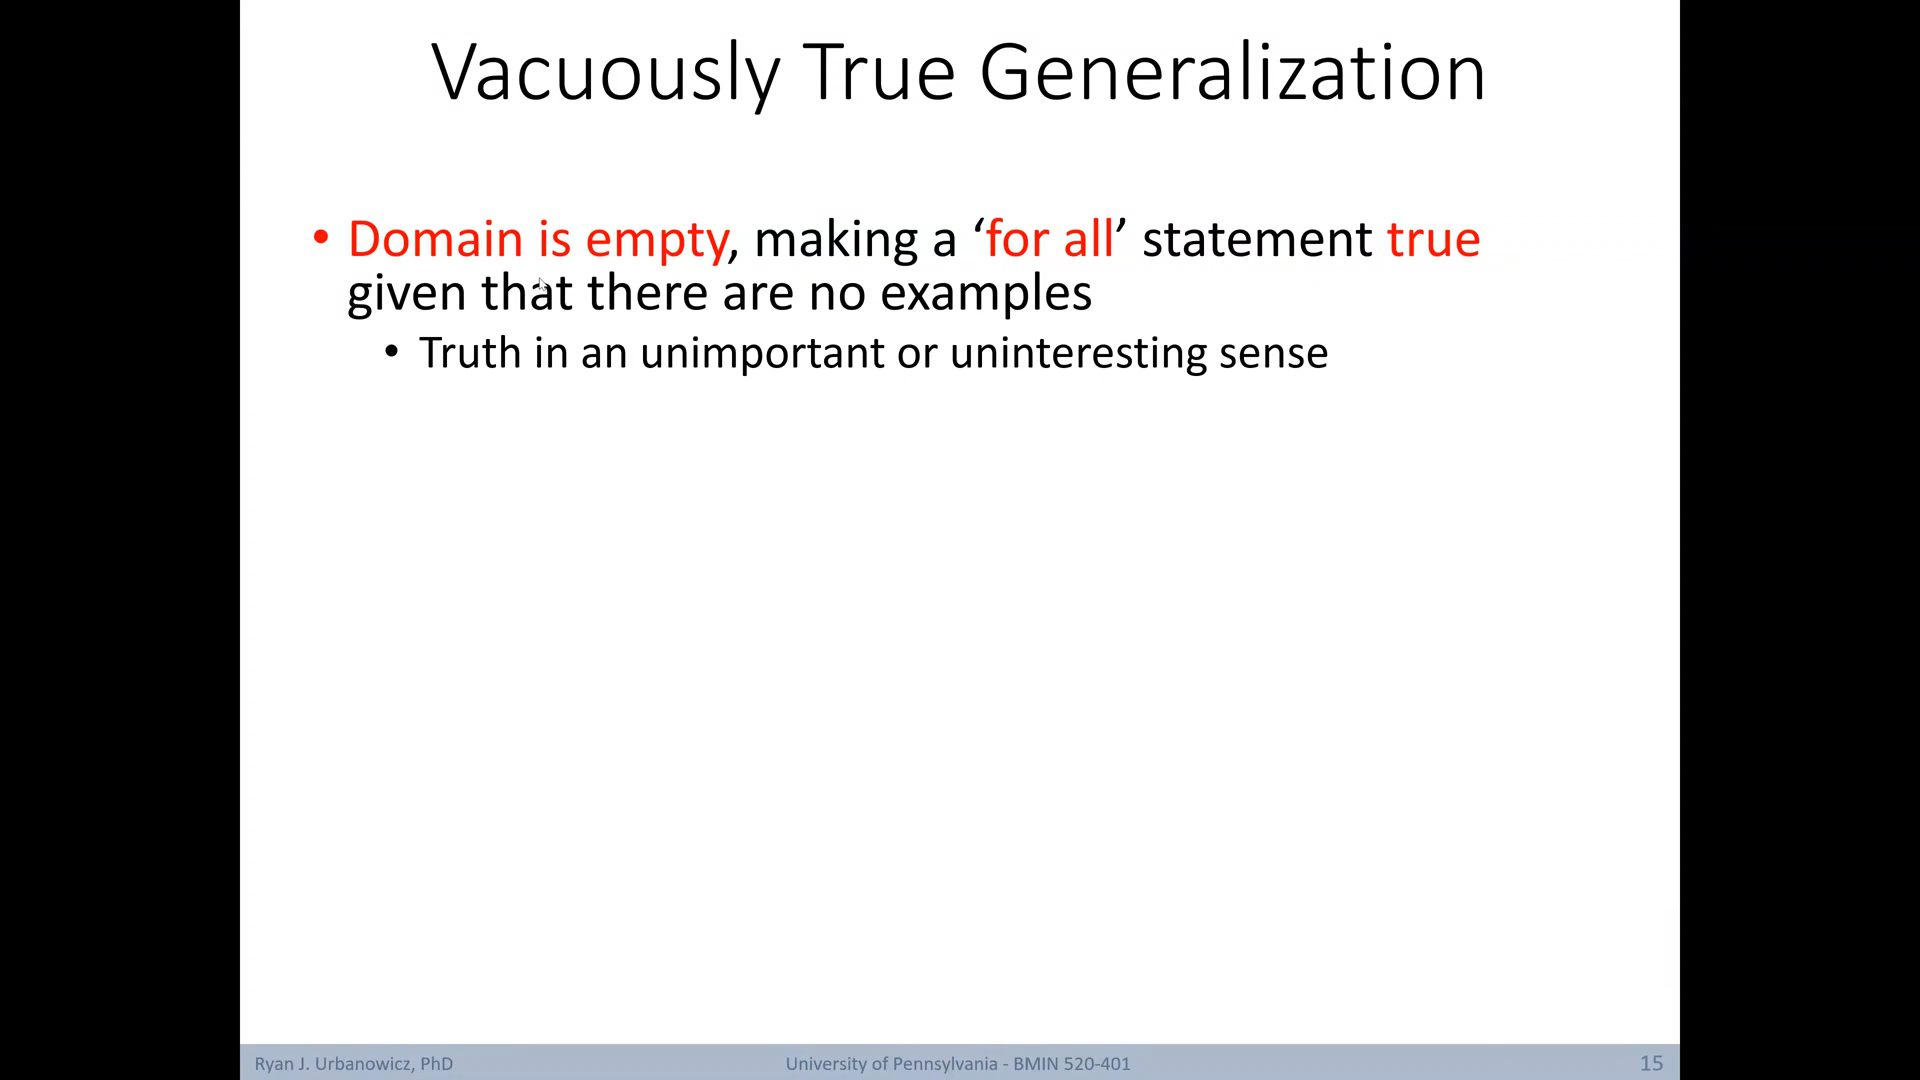 Vacuously True Generalization
• Domain is empty, making a ‘for all’ statement true
given that there are no examples
• Truth in an unimportant or uninteresting sense
Ryan J. Urbanowicz, PhD
University of Pennsylvania - BMIN 520-401
15